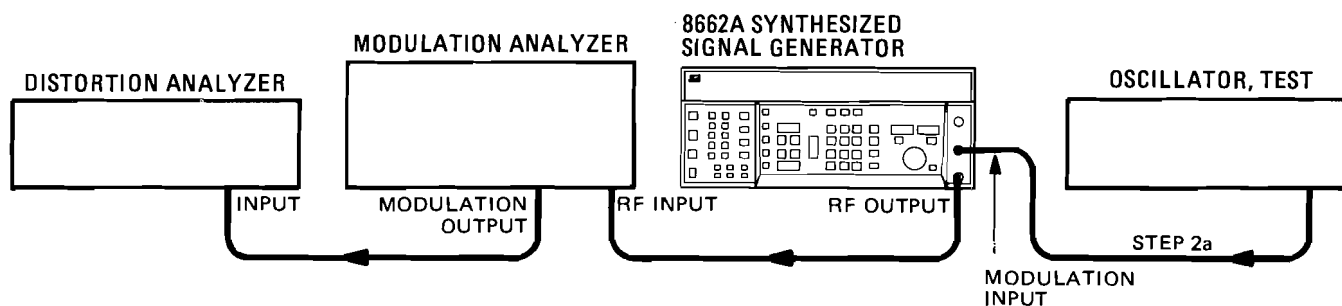 DISTORTION ANALYZER
INPUT
MODULATION ANALYZER
MODULATION
OUTPUT
RF INPUT
8662A SYNTHESIZED
SIGNAL GENERATOR
RF OUTPUT
MODULATION
INPUT
OSCILLATOR, TEST
STEP 2a